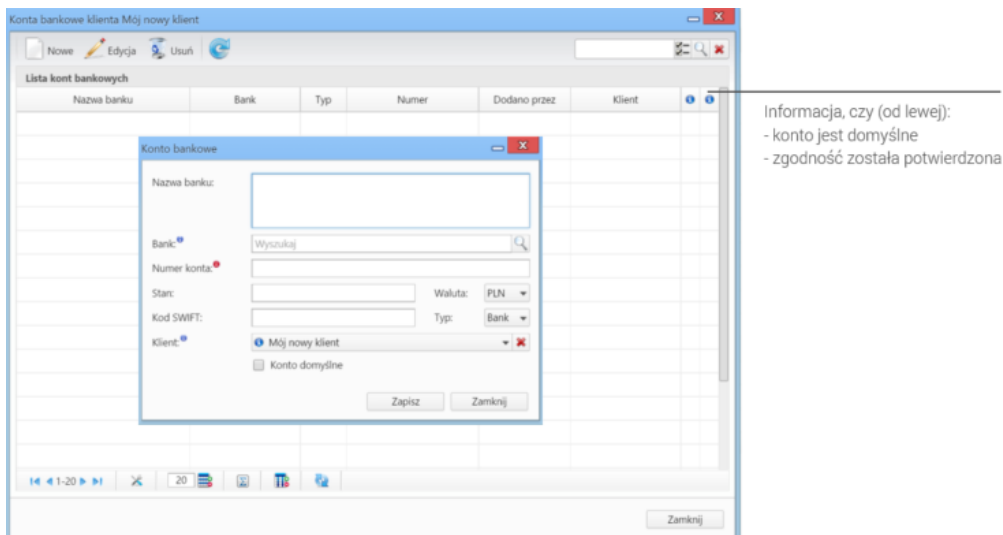 Konta bankowe klienta Mój nowy klient
Nowe Edycja Usuń
Lista kont bankowych
Nazwa banku Bank Typ Numer Dodano przez Klient
Informacja, czy (od lewej):
- konto jest domyślne
- zgodność została potwierdzona
Konto bankowe
Nazwa banku:
Bank: Wyszukaj
Numer konta:
Stan: Waluta: PLN
Kod SWIFT: Typ: Bank
Klient: Mój nowy klient
Konto domyślne
Zapisz Zamknij
1-20 20
Zamknij